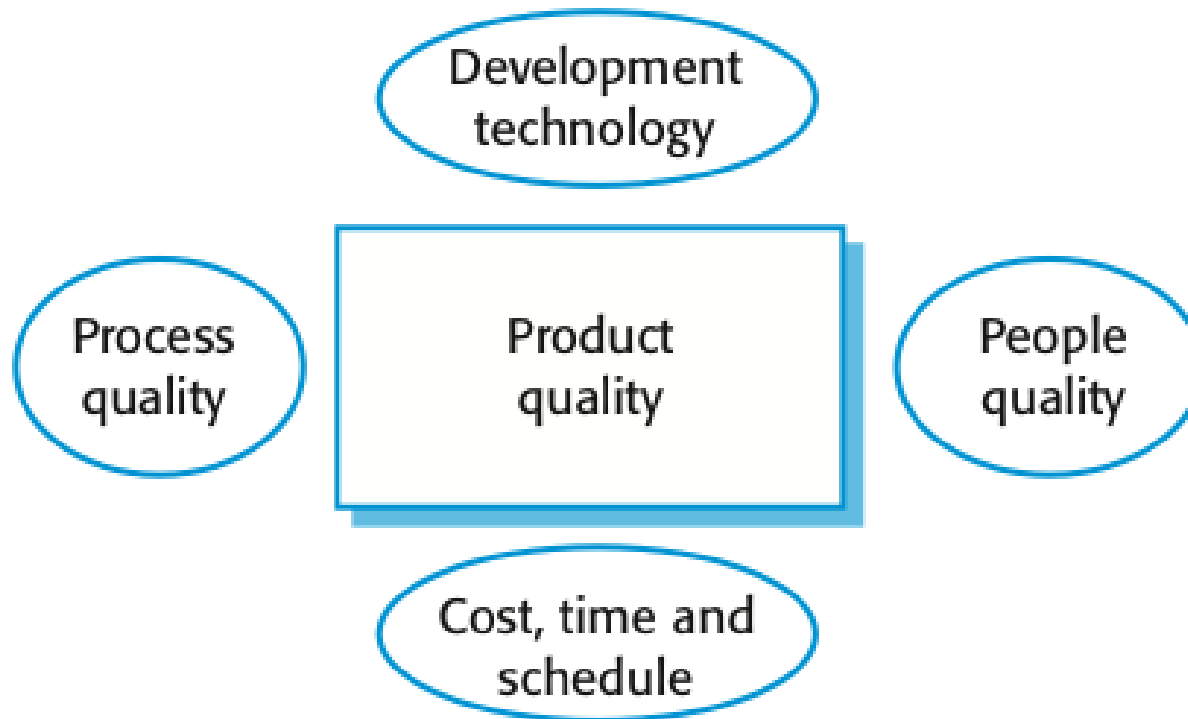 Development
technology
Process
quality
Product
quality
People
quality
Cost, time and
schedule